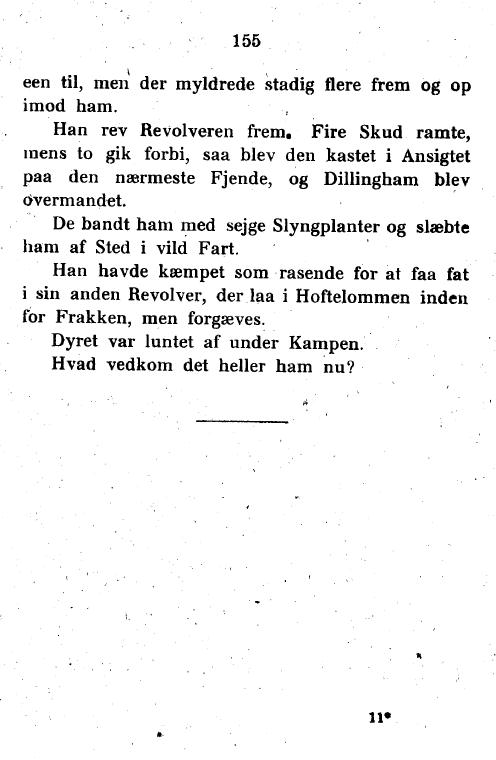 155
een til, men der myldrede stadig flere frem og op
imod ham.
Han rev Revolveren frem. Fire Skud ramte,
mens to gik forbi, saa blev den kastet i Ansigtet
paa den nærmeste Fjende, og Dillingham blev
overmandet.
De bandt ham med sejge Slyngplanter og slæbte
ham af Sted i vild Fart.
Han havde kæmpet som rasende for at faa fat
i sin anden Revolver, der laa i Hoftelommen inden
for Frakken, men forgæves.
Dyret var luntet af under Kampen.
Hvad vedkom det heller ham nu?
11*